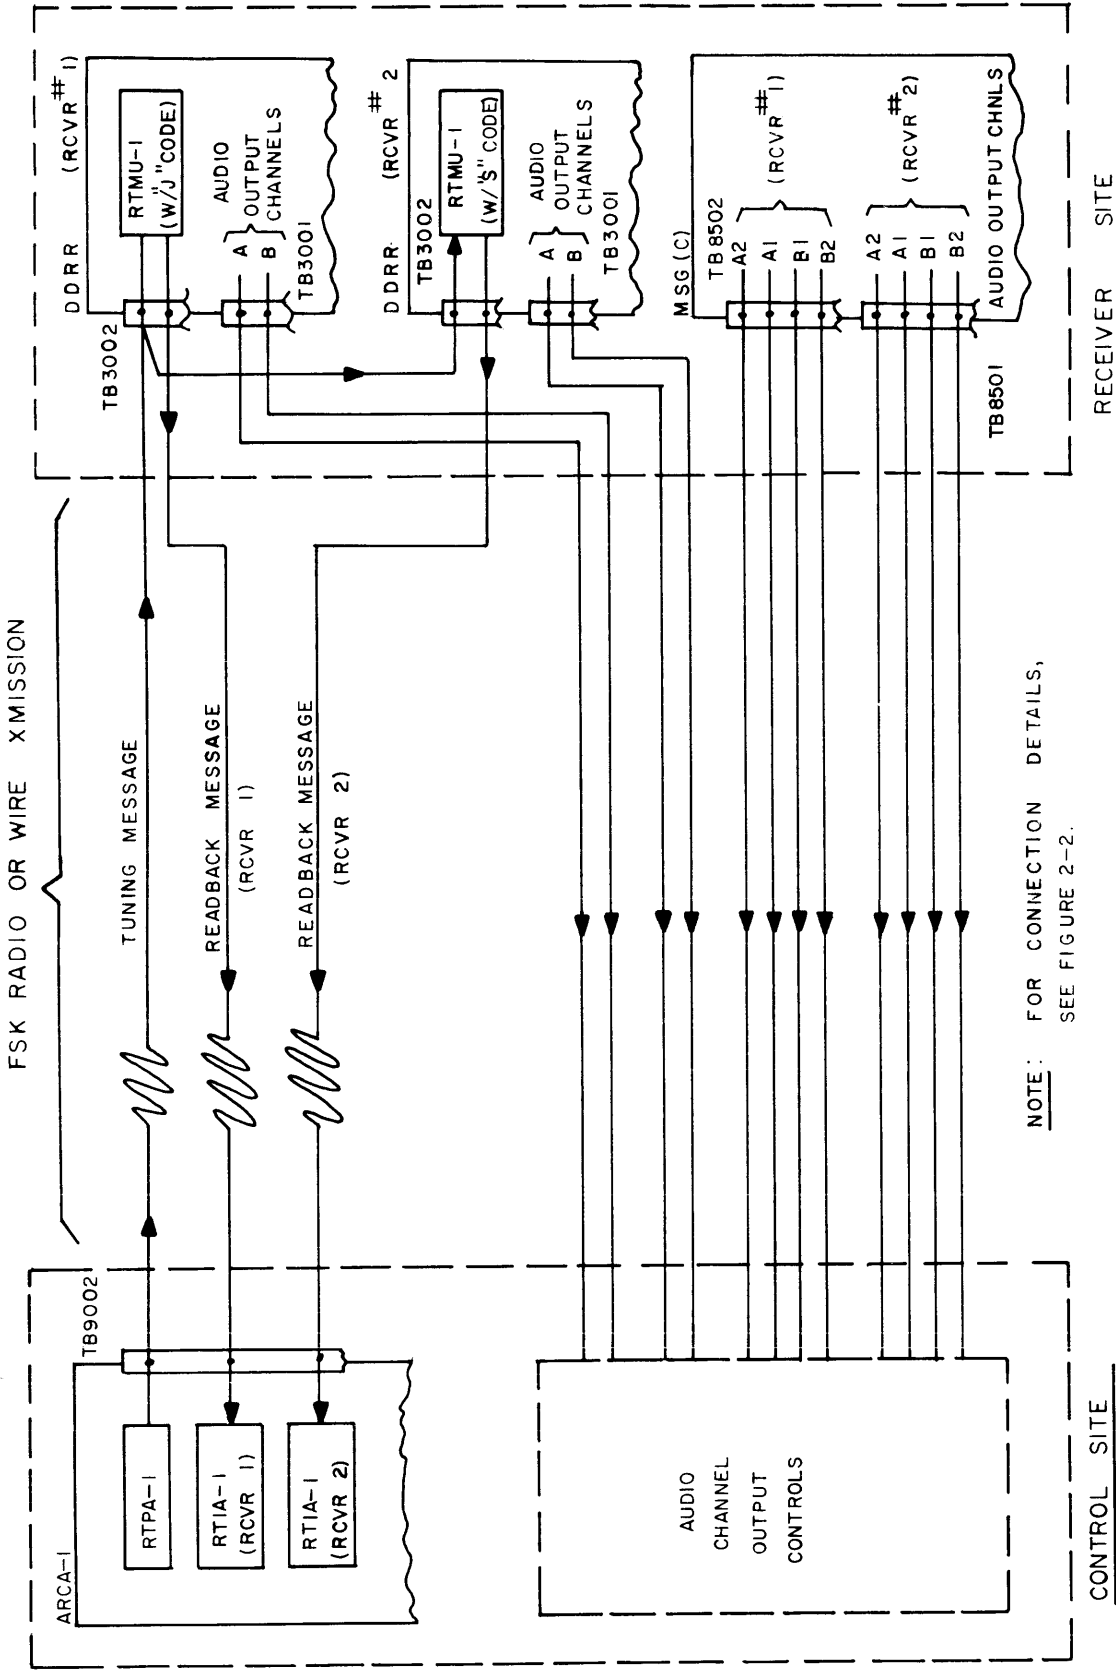 FSK RADIO OR WIRE XMISSION
CONTROL SITE
ARCA-1
TB9002
RTPA-1
RTIA-1
(RCVR 1)
RTIA-1
(RCVR 2)
AUDIO
CHANNEL
OUTPUT
CONTROLS
TUNING MESSAGE
READBACK MESSAGE
(RCVR 1)
READBACK MESSAGE
(RCVR 2)
NOTE: FOR CONNECTION DETAILS,
SEE FIGURE 2-2.
RECEIVER SITE
DDRR (RCVR #1)
TB3002
RTMU-1
(W/"J" CODE)
AUDIO
OUTPUT
CHANNELS
A
B
TB3001
DDRR (RCVR # 2
TB3002
RTMU-1
(W/"S" CODE)
AUDIO
OUTPUT
CHANNELS
A
B
TB3001
MSG(C)
TB8502
A2
A1
B1
B2
(RCVR #1)
A2
A1
B1
B2
(RCVR #2)
AUDIO OUTPUT CHNLS
TB8501